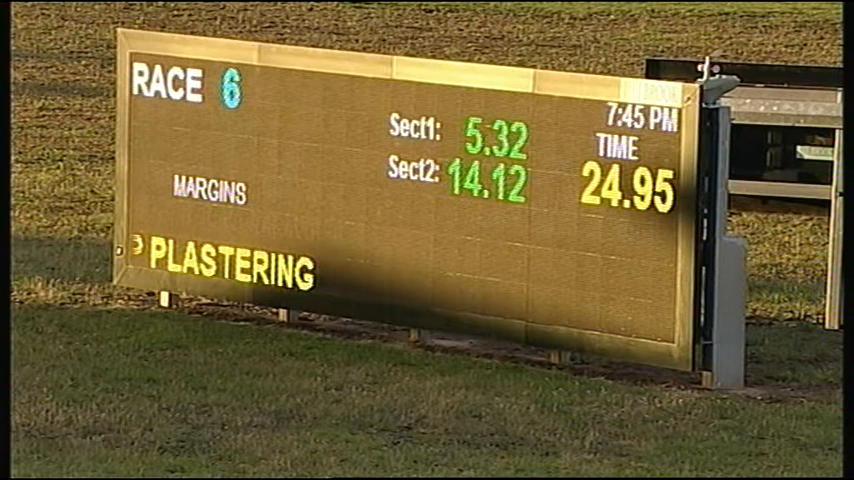 RACE 6
7:45 PM
Sect1: 5.32
TIME
Sect2: 14.12
24.95
MARGINS
PLASTERING